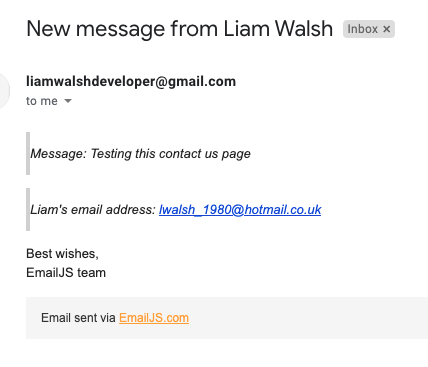 New message from Liam Walsh Inbox ×
liamwalshdeveloper@gmail.com
to me
Message: Testing this contact us page
Liam's email address: lwalsh_1980@hotmail.co.uk
Best wishes,
EmailJS team
Email sent via EmailJS.com